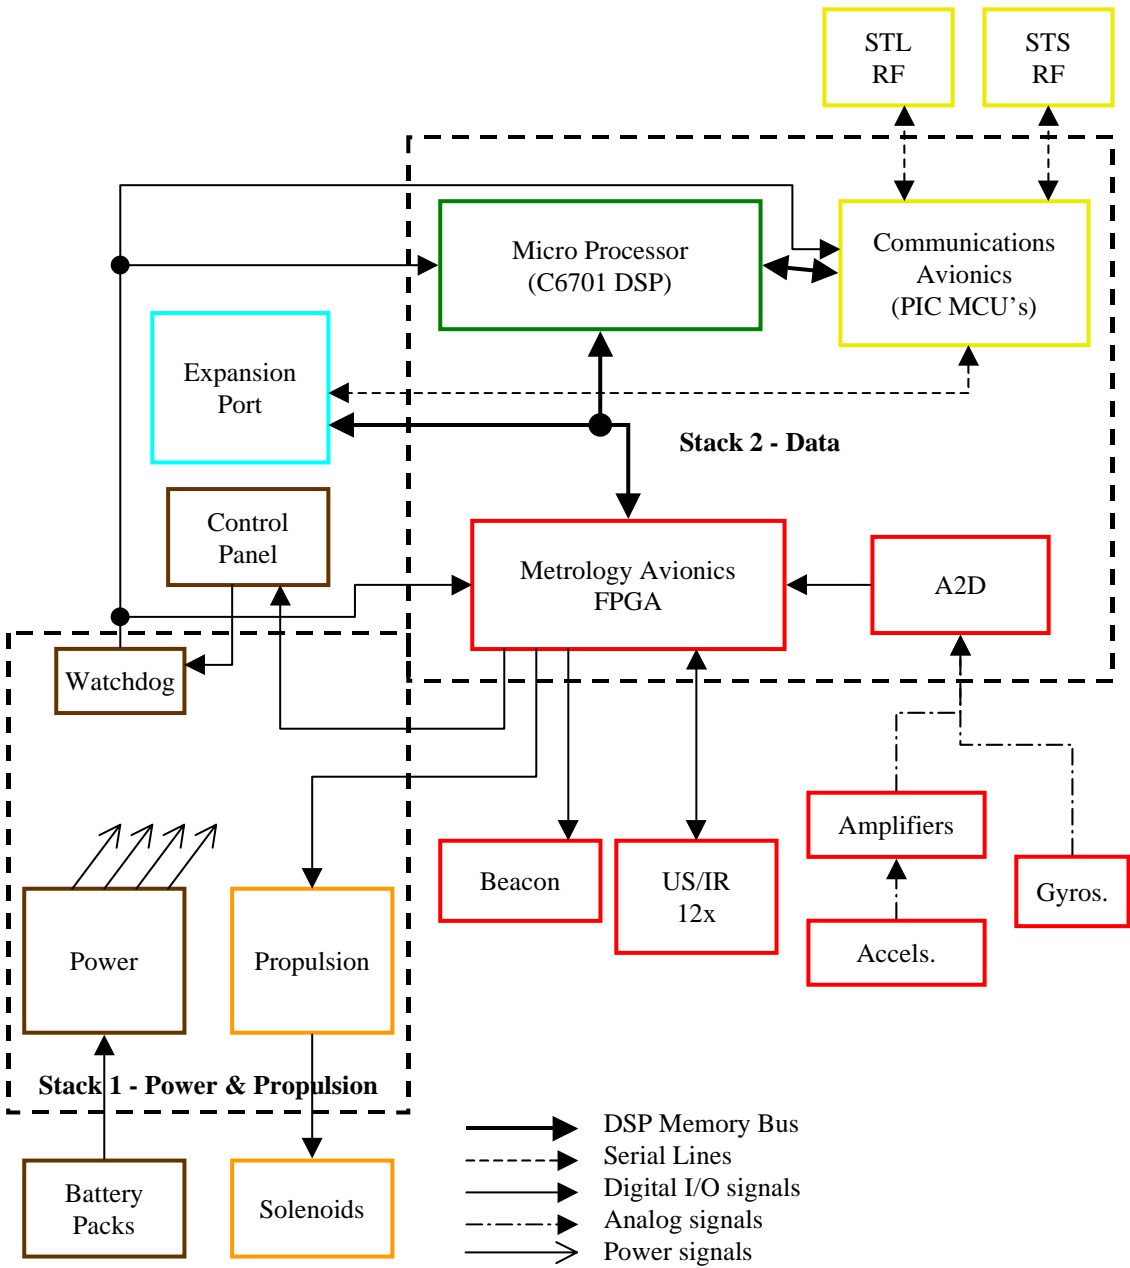 STL
RF
STS
RF
Micro Processor
(C6701 DSP)
Communications
Avionics
(PIC MCU's)
Expansion
Port
Stack 2 - Data
Control
Panel
Metrology Avionics
FPGA
A2D
Watchdog
Amplifiers
Beacon
US/IR
12x
Gyros.
Accels.
Power
Propulsion
Stack 1 - Power & Propulsion
Battery
Packs
Solenoids
DSP Memory Bus
Serial Lines
Digital I/O signals
Analog signals
Power signals